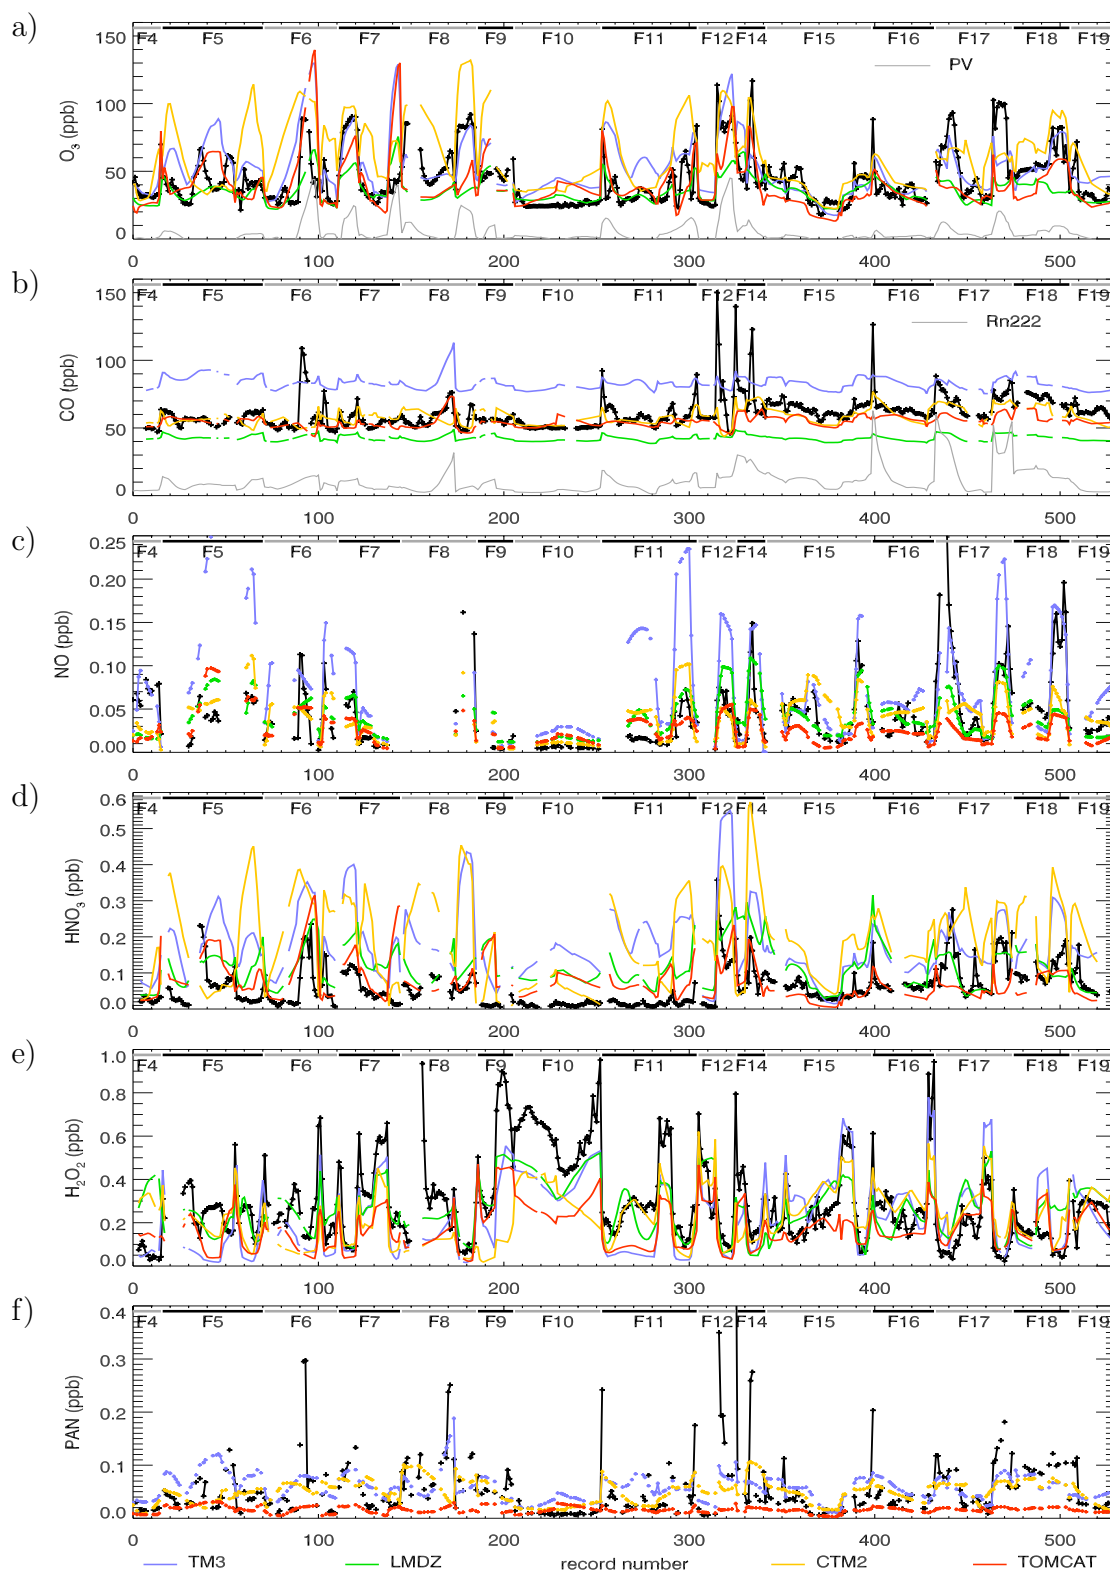 a)
F4 F5 F6 F7 F8 F9 F10 F11 F12 F14 F15 F16 F17 F18 F19
PV
O3 (ppb)
150
100
50
0
0 100 200 300 400 500
b)
F4 F5 F6 F7 F8 F9 F10 F11 F12 F14 F15 F16 F17 F18 F19
Rn222
CO (ppb)
150
100
50
0
0 100 200 300 400 500
c)
F4 F5 F6 F7 F8 F9 F10 F11 F12 F14 F15 F16 F17 F18 F19
NO (ppb)
0.25
0.20
0.15
0.10
0.05
0.00
0 100 200 300 400 500
d)
F4 F5 F6 F7 F8 F9 F10 F11 F12 F14 F15 F16 F17 F18 F19
HNO3 (ppb)
0.6
0.5
0.4
0.3
0.2
0.1
0.0
0 100 200 300 400 500
e)
F4 F5 F6 F7 F8 F9 F10 F11 F12 F14 F15 F16 F17 F18 F19
H2O2 (ppb)
1.0
0.8
0.6
0.4
0.2
0.0
0 100 200 300 400 500
f)
F4 F5 F6 F7 F8 F9 F10 F11 F12 F14 F15 F16 F17 F18 F19
PAN (ppb)
0.4
0.3
0.2
0.1
0.0
0 100 200 300 400 500
TM3 LMDZ record number CTM2 TOMCAT